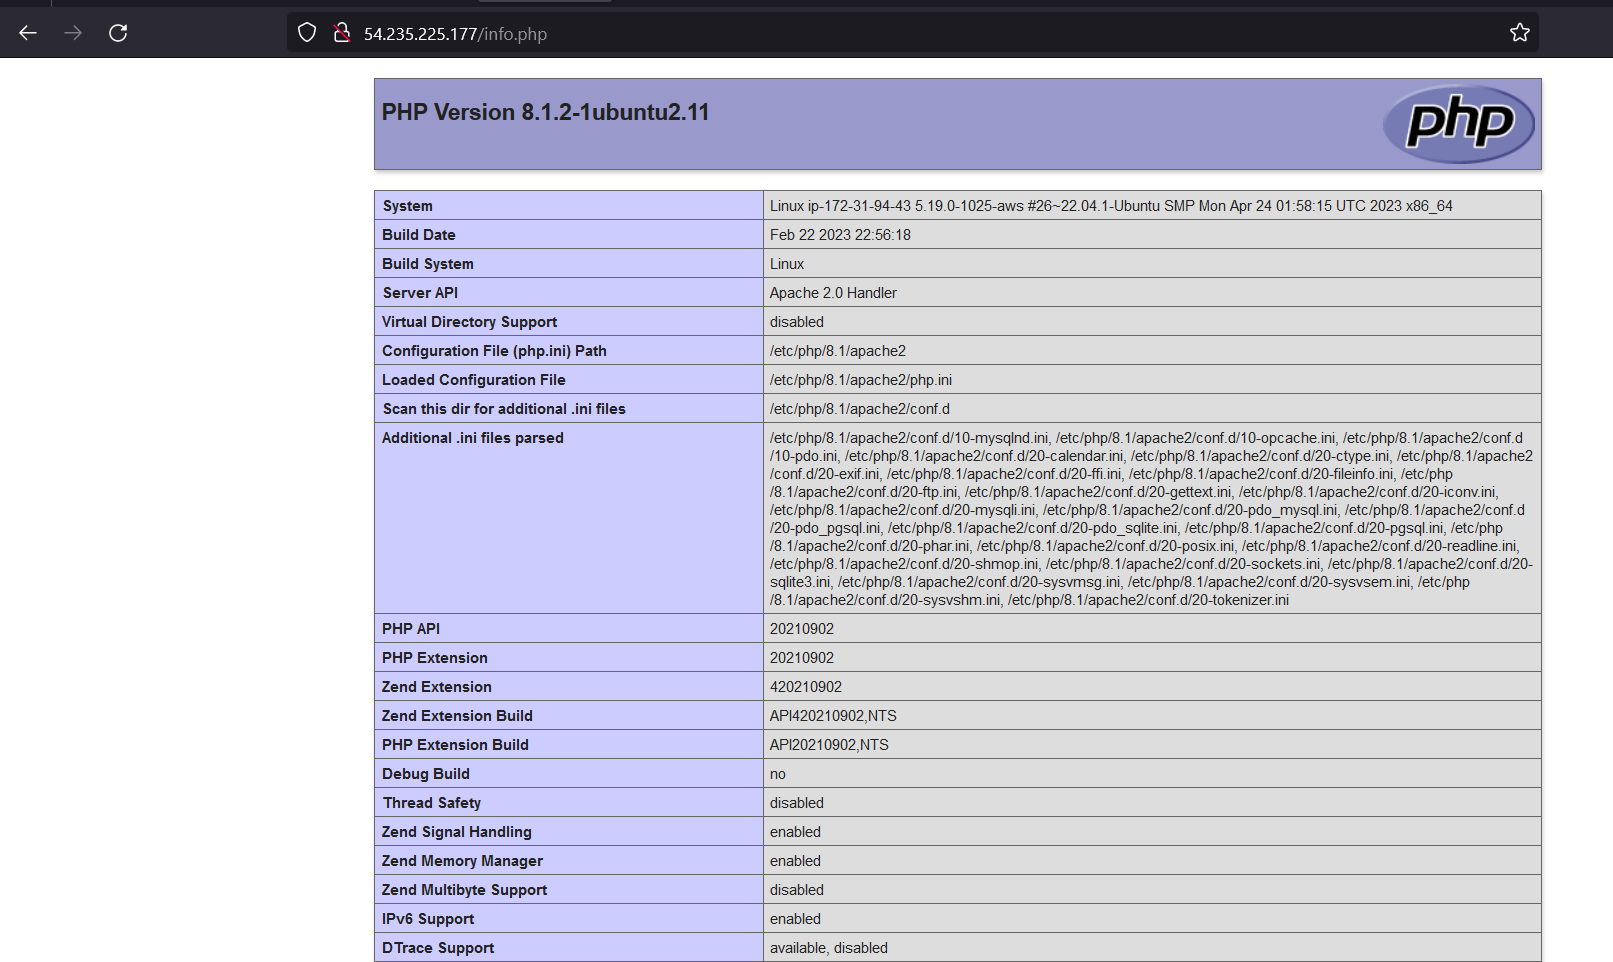 54.235.225.177/info.php
PHP Version 8.1.2-1ubuntu2.11
php
System Linux ip-172-31-94-43 5.19.0-1025-aws #26~22.04.1-Ubuntu SMP Mon Apr 24 01:58:15 UTC 2023 x86_64
Build Date Feb 22 2023 22:56:18
Build System Linux
Server API Apache 2.0 Handler
Virtual Directory Support disabled
Configuration File (php.ini) Path /etc/php/8.1/apache2
Loaded Configuration File /etc/php/8.1/apache2/php.ini
Scan this dir for additional .ini files /etc/php/8.1/apache2/conf.d
Additional .ini files parsed /etc/php/8.1/apache2/conf.d/10-mysqlnd.ini, /etc/php/8.1/apache2/conf.d/10-opcache.ini, /etc/php/8.1/apache2/conf.d
/10-pdo.ini, /etc/php/8.1/apache2/conf.d/20-calendar.ini, /etc/php/8.1/apache2/conf.d/20-ctype.ini, /etc/php/8.1/apache2
/conf.d/20-exif.ini, /etc/php/8.1/apache2/conf.d/20-ffi.ini, /etc/php/8.1/apache2/conf.d/20-fileinfo.ini, /etc/php
/8.1/apache2/conf.d/20-ftp.ini, /etc/php/8.1/apache2/conf.d/20-gettext.ini, /etc/php/8.1/apache2/conf.d/20-iconv.ini,
/etc/php/8.1/apache2/conf.d/20-mysqli.ini, /etc/php/8.1/apache2/conf.d/20-pdo_mysql.ini, /etc/php/8.1/apache2/conf.d
/20-pdo_pgsql.ini, /etc/php/8.1/apache2/conf.d/20-pdo_sqlite.ini, /etc/php/8.1/apache2/conf.d/20-pgsql.ini, /etc/php
/8.1/apache2/conf.d/20-phar.ini, /etc/php/8.1/apache2/conf.d/20-posix.ini, /etc/php/8.1/apache2/conf.d/20-readline.ini,
/etc/php/8.1/apache2/conf.d/20-shmop.ini, /etc/php/8.1/apache2/conf.d/20-sockets.ini, /etc/php/8.1/apache2/conf.d/20-
sqlite3.ini, /etc/php/8.1/apache2/conf.d/20-sysvmsg.ini, /etc/php/8.1/apache2/conf.d/20-sysvsem.ini, /etc/php
/8.1/apache2/conf.d/20-sysvshm.ini, /etc/php/8.1/apache2/conf.d/20-tokenizer.ini
PHP API 20210902
PHP Extension 20210902
Zend Extension 420210902
Zend Extension Build API420210902,NTS
PHP Extension Build API20210902,NTS
Debug Build no
Thread Safety disabled
Zend Signal Handling enabled
Zend Memory Manager enabled
Zend Multibyte Support disabled
IPv6 Support enabled
DTrace Support available, disabled